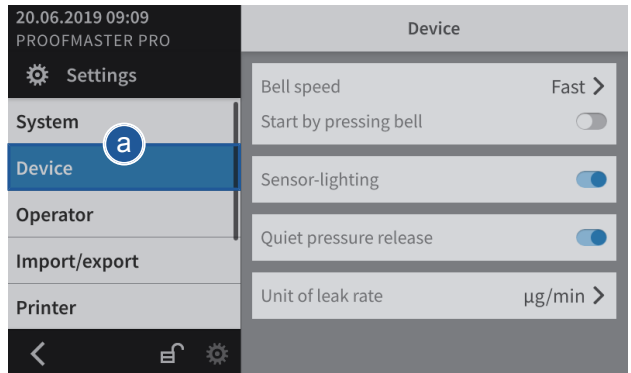 20.06.2019 09:09
PROOFMASTER PRO
Settings
System
a
Device
Operator
Import/export
Printer
Device
Bell speed Fast
Start by pressing bell
Sensor-lighting
Quiet pressure release
Unit of leak rate µg/min